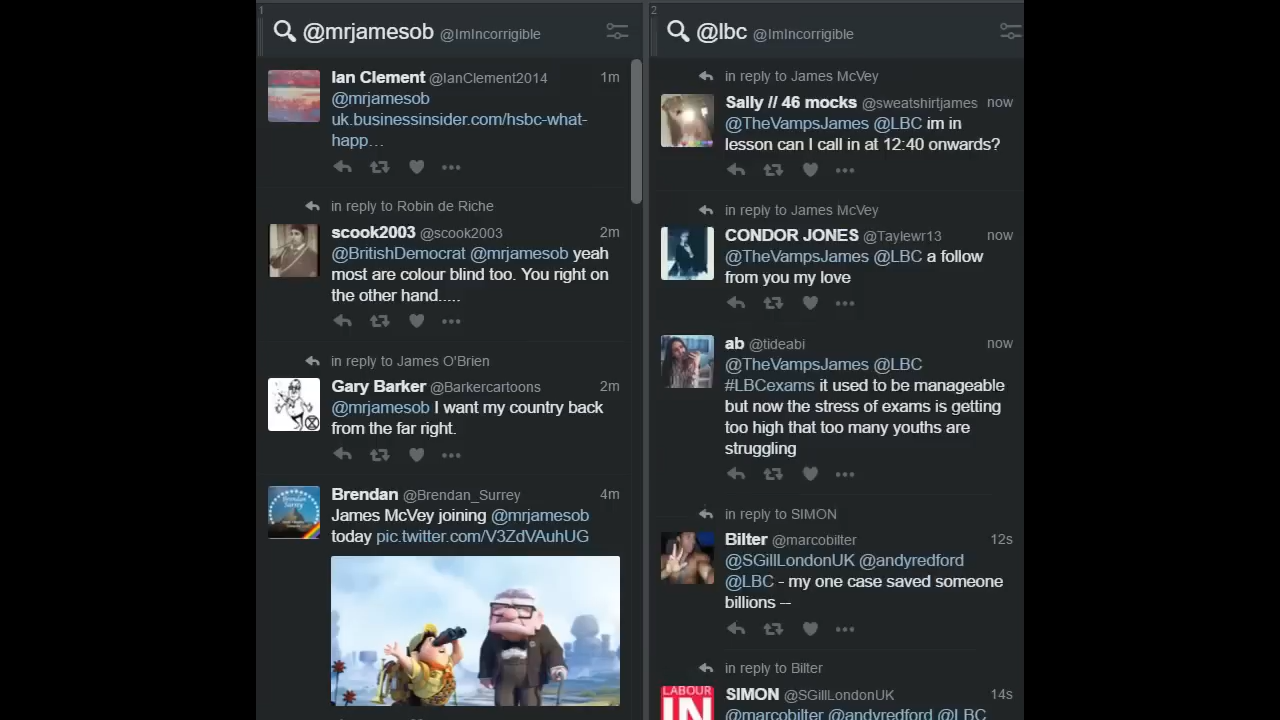 1
@mrjamesob @ImIncorrigible
Ian Clement @IanClement2014 1m
@mrjamesob
uk.businessinsider.com/hsbc-what-
happ…
in reply to Robin de Riche
scook2003 @scook2003 2m
@BritishDemocrat @mrjamesob yeah
most are colour blind too. You right on
the other hand.....
in reply to James O'Brien
Gary Barker @Barkercartoons 2m
@mrjamesob I want my country back
from the far right.
Brendan @Brendan_Surrey 4m
James McVey joining @mrjamesob
today pic.twitter.com/V3ZdVAuhUG
2
@lbc @ImIncorrigible
in reply to James McVey
Sally // 46 mocks @sweatshirtjames now
@TheVampsJames @LBC im in
lesson can I call in at 12:40 onwards?
in reply to James McVey
CONDOR JONES @Taylewr13 now
@TheVampsJames @LBC a follow
from you my love
ab @tideabi now
@TheVampsJames @LBC
#LBCexams it used to be manageable
but now the stress of exams is getting
too high that too many youths are
struggling
in reply to SIMON
Bilter @marcobilter 12s
@SGillLondonUK @andyredford
@LBC - my one case saved someone
billions --
in reply to Bilter
LABOUR
IN
SIMON @SGillLondonUK 14s
@marcobilter @andyredford @LBC